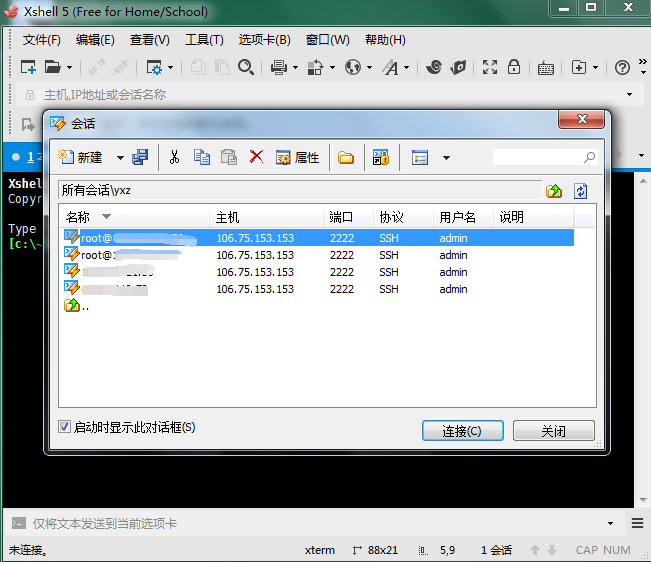 Xshell 5 (Free for Home/School)
文件(F) 编辑(E) 查看(V) 工具(T) 选项卡(B) 窗口(W) 帮助(H)
主机,IP地址或会话名称
会话
新建 属性
1
所有会话\yxz
Xshel
Copyr
Type
[c:\~
名称 主机 端口 协议 用户名 说明
root@ 106.75.153.153 2222 SSH admin
root@1 106.75.153.153 2222 SSH admin
106.75.153.153 2222 SSH admin
106.75.153.153 2222 SSH admin
..
启动时显示此对话框(S) 连接(C) 关闭
仅将文本发送到当前选项卡
未连接。 xterm 88x21 5,9 1 会话 CAP NUM